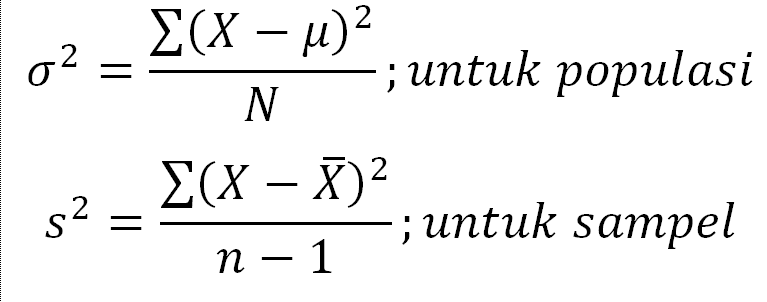 σ² = ∑(X − μ)² / N ; untuk populasi
s² = ∑(X − X̄)² / n − 1 ; untuk sampel